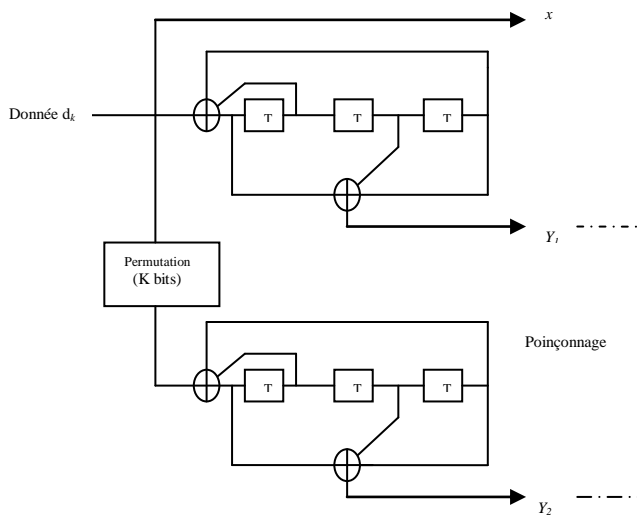 x
Donnée dk
T T T
Y1
Permutation
(K bits)
Poinçonnage
T T T
Y2